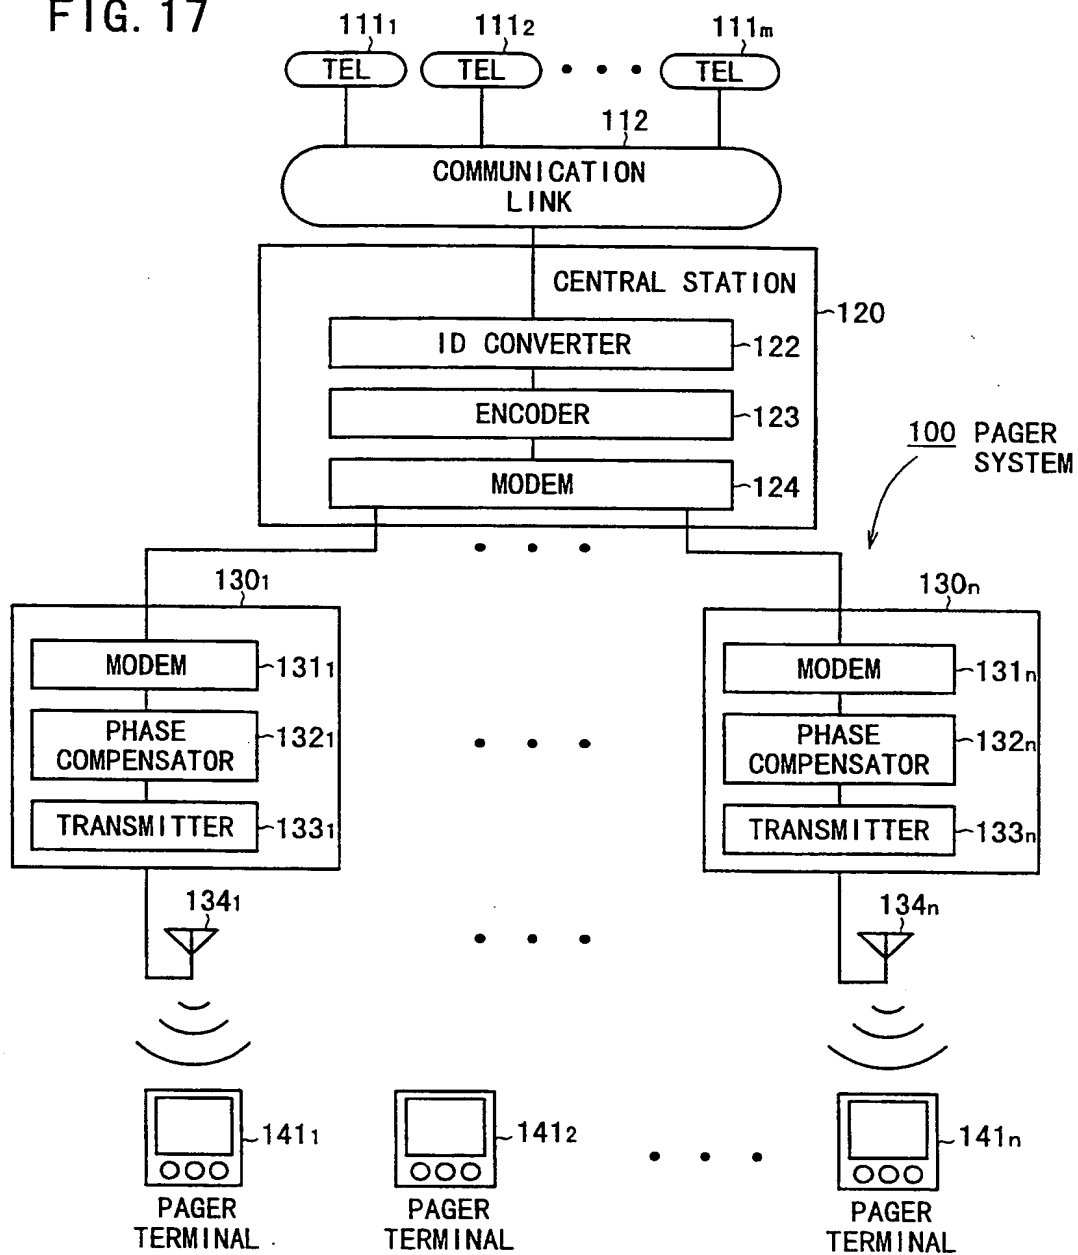 FIG. 17
111₁ 111₂ 111m
TEL TEL • • • TEL
112
COMMUNICATION
LINK
CENTRAL STATION
120
ID CONVERTER 122
ENCODER 123
MODEM 124
100 PAGER
SYSTEM
• • •
130₁ 130n
MODEM 131₁ MODEM 131n
PHASE
COMPENSATOR 132₁
• • •
PHASE
COMPENSATOR 132n
TRANSMITTER 133₁ TRANSMITTER 133n
134₁ • • • 134n
141₁ 141₂ • • • 141n
PAGER
TERMINAL
PAGER
TERMINAL
PAGER
TERMINAL